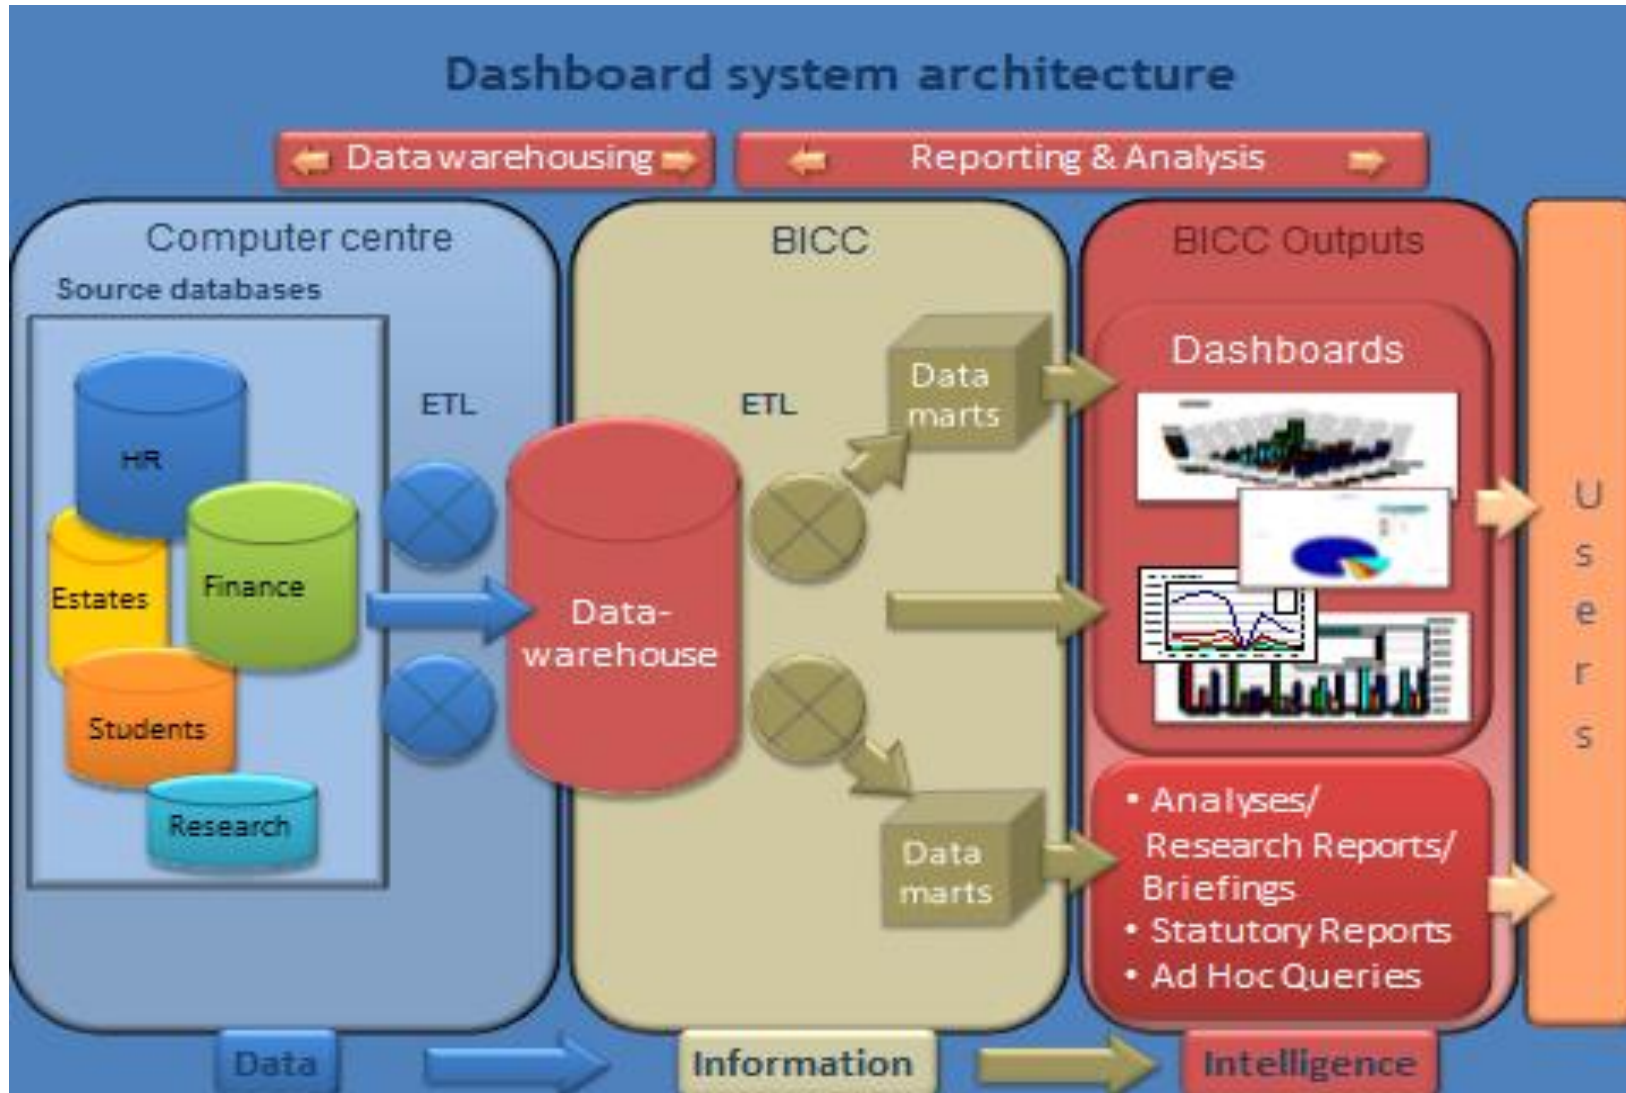 Dashboard system architecture
Data warehousing
Reporting & Analysis
Computer centre
Source databases
HR
Estates
Finance
Students
Research
ETL
Data-
warehouse
BICC
ETL
Data
marts
Data
marts
BICC Outputs
Dashboards
• Analyses/
Research Reports/
Briefings
• Statutory Reports
• Ad Hoc Queries
Users
Data
Information
Intelligence